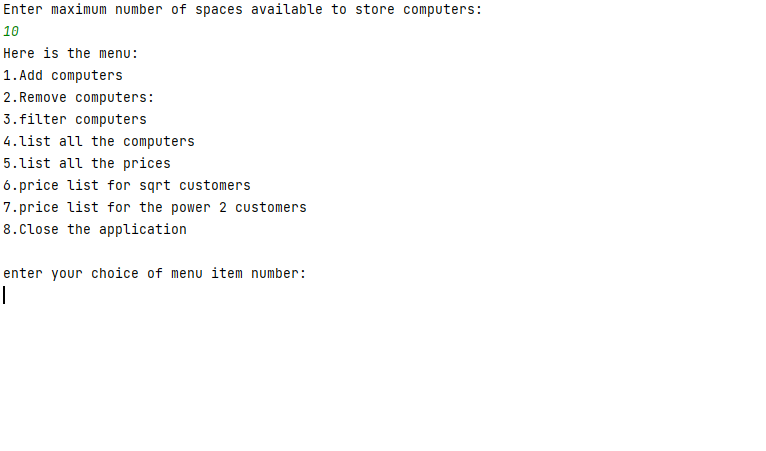 Enter maximum number of spaces available to store computers:
10
Here is the menu:
1.Add computers
2.Remove computers:
3.filter computers
4.list all the computers
5.list all the prices
6.price list for sqrt customers
7.price list for the power 2 customers
8.Close the application
enter your choice of menu item number: